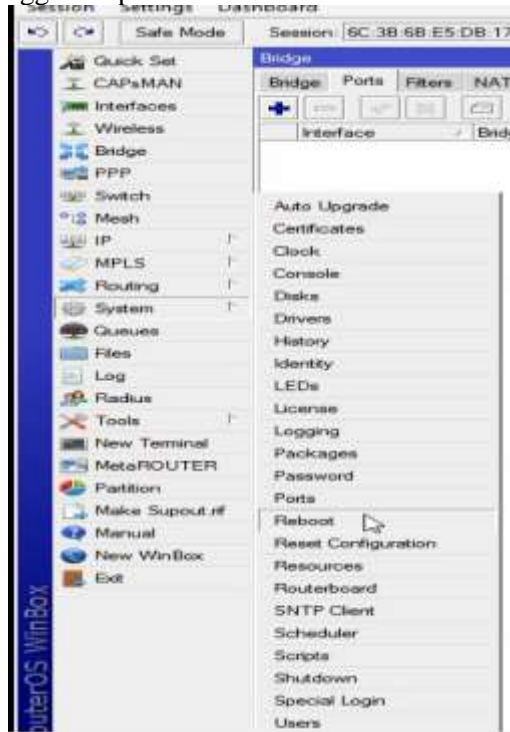 Session Settings Dashboard
Safe Mode Session: 6C:3B:6B:E5:DB:17
Bridge
Bridge Ports Filters NAT
Interface Brid
Quick Set
CAPsMAN
Interfaces
Wireless
Bridge
PPP
Switch
Mesh
IP
MPLS
Routing
System
Queues
Files
Log
Radius
Tools
New Terminal
MetaROUTER
Partition
Make Supout.rif
Manual
New WinBox
Exit
Auto Upgrade
Certificates
Clock
Console
Disks
Drivers
History
Identity
LEDs
License
Logging
Packages
Password
Ports
Reboot
Reset Configuration
Resources
Routerboard
SNTP Client
Scheduler
Scripts
Shutdown
Special Login
Users
outerOS WinBox